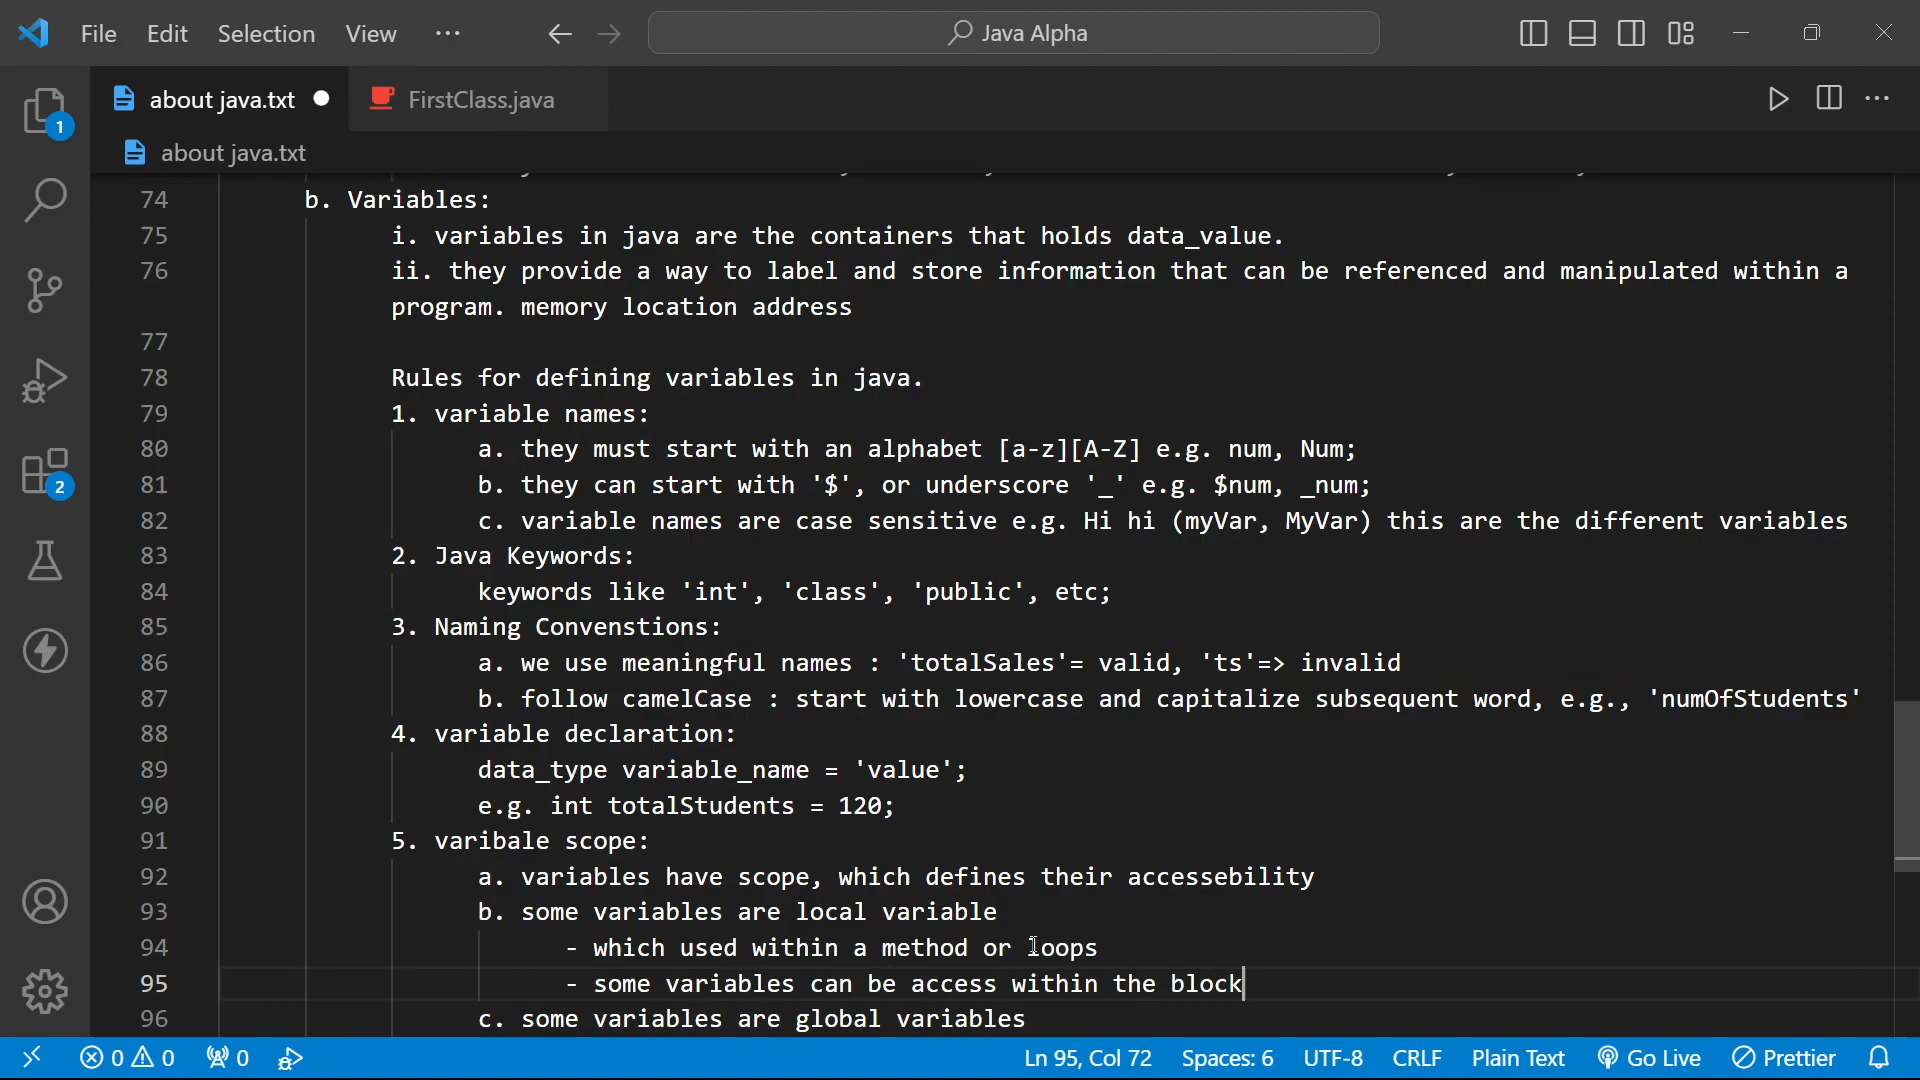 File Edit Selection View ··· Java Alpha
about java.txt FirstClass.java
about java.txt
74 b. Variables:
75 i. variables in java are the containers that holds data_value.
76 ii. they provide a way to label and store information that can be referenced and manipulated within a
program. memory location address
77
78 Rules for defining variables in java.
79 1. variable names:
80 a. they must start with an alphabet [a-z][A-Z] e.g. num, Num;
81 b. they can start with '$', or underscore '_' e.g. $num, _num;
82 c. variable names are case sensitive e.g. Hi hi (myVar, MyVar) this are the different variables
83 2. Java Keywords:
84 keywords like 'int', 'class', 'public', etc;
85 3. Naming Convenstions:
86 a. we use meaningful names : 'totalSales'= valid, 'ts'=> invalid
87 b. follow camelCase : start with lowercase and capitalize subsequent word, e.g., 'numOfStudents'
88 4. variable declaration:
89 data_type variable_name = 'value';
90 e.g. int totalStudents = 120;
91 5. varibale scope:
92 a. variables have scope, which defines their accessebility
93 b. some variables are local variable
94 - which used within a method or loops
95 - some variables can be access within the block
96 c. some variables are global variables
1
2
0 0 0 Ln 95, Col 72 Spaces: 6 UTF-8 CRLF Plain Text Go Live Prettier